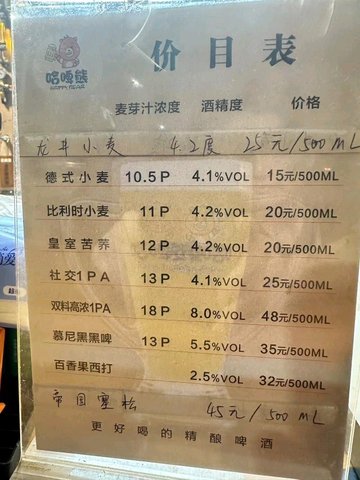 哈啤熊
HAPPY BEAR
价目表
麦芽汁浓度 酒精度 价格
龙井小麦 4.2度 25元/500ML
德式小麦 10.5P 4.1%VOL 15元/500ML
比利时小麦 11P 4.2%VOL 20元/500ML
皇室苦荞 12P 4.2%VOL 20元/500ML
社交1PA 13P 4.1%VOL 25元/500ML
双料高浓1PA 18P 8.0%VOL 48元/500ML
慕尼黑黑啤 13P 5.5%VOL 35元/500ML
百香果西打 2.5%VOL 32元/500ML
帝国塞松 45元/500ML
更好喝的精酿啤酒